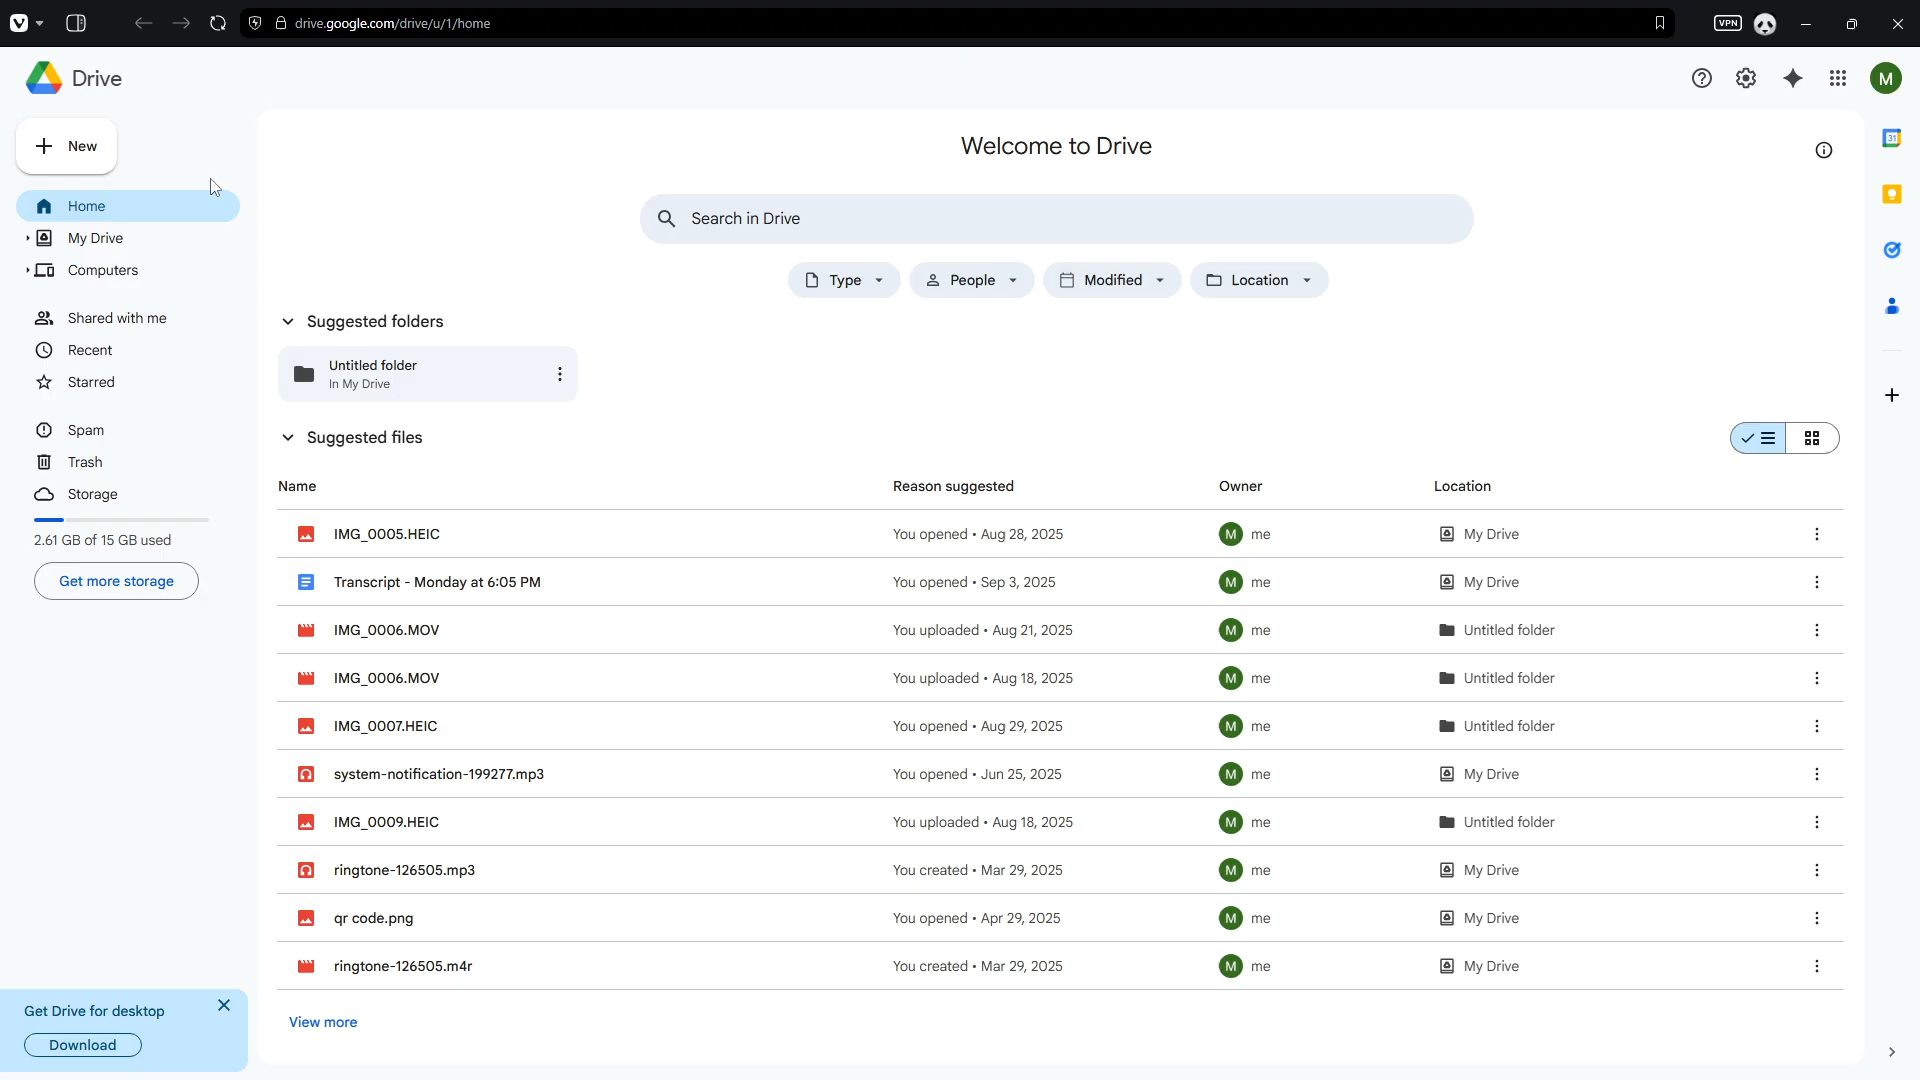 drive.google.com/drive/u/1/home
VPN
Drive
M
New
Home
My Drive
Computers
Shared with me
Recent
Starred
Spam
Trash
Storage
2.61 GB of 15 GB used
Get more storage
Get Drive for desktop
Download
Welcome to Drive
Search in Drive
Type People Modified Location
Suggested folders
Untitled folder
In My Drive
Suggested files
Name Reason suggested Owner Location
IMG_0005.HEIC You opened • Aug 28, 2025 M me My Drive
Transcript - Monday at 6:05 PM You opened • Sep 3, 2025 M me My Drive
IMG_0006.MOV You uploaded • Aug 21, 2025 M me Untitled folder
IMG_0006.MOV You uploaded • Aug 18, 2025 M me Untitled folder
IMG_0007.HEIC You opened • Aug 29, 2025 M me Untitled folder
system-notification-199277.mp3 You opened • Jun 25, 2025 M me My Drive
IMG_0009.HEIC You uploaded • Aug 18, 2025 M me Untitled folder
ringtone-126505.mp3 You created • Mar 29, 2025 M me My Drive
qr code.png You opened • Apr 29, 2025 M me My Drive
ringtone-126505.m4r You created • Mar 29, 2025 M me My Drive
View more
31